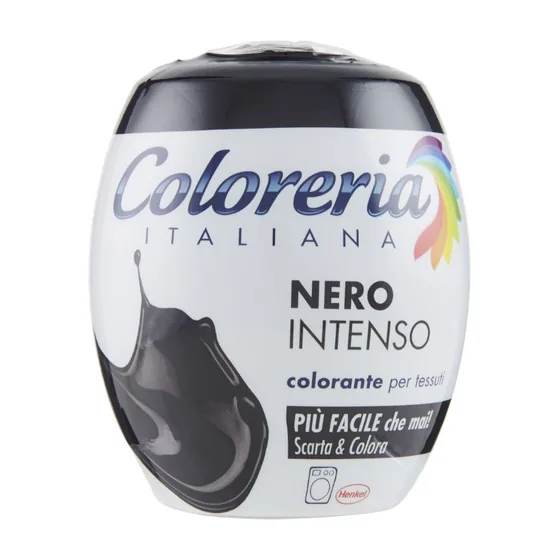 Coloreria
ITALIANA
NERO
INTENSO
colorante per tessuti
PIÙ FACILE che mai!
Scarta & Colora
Henkel